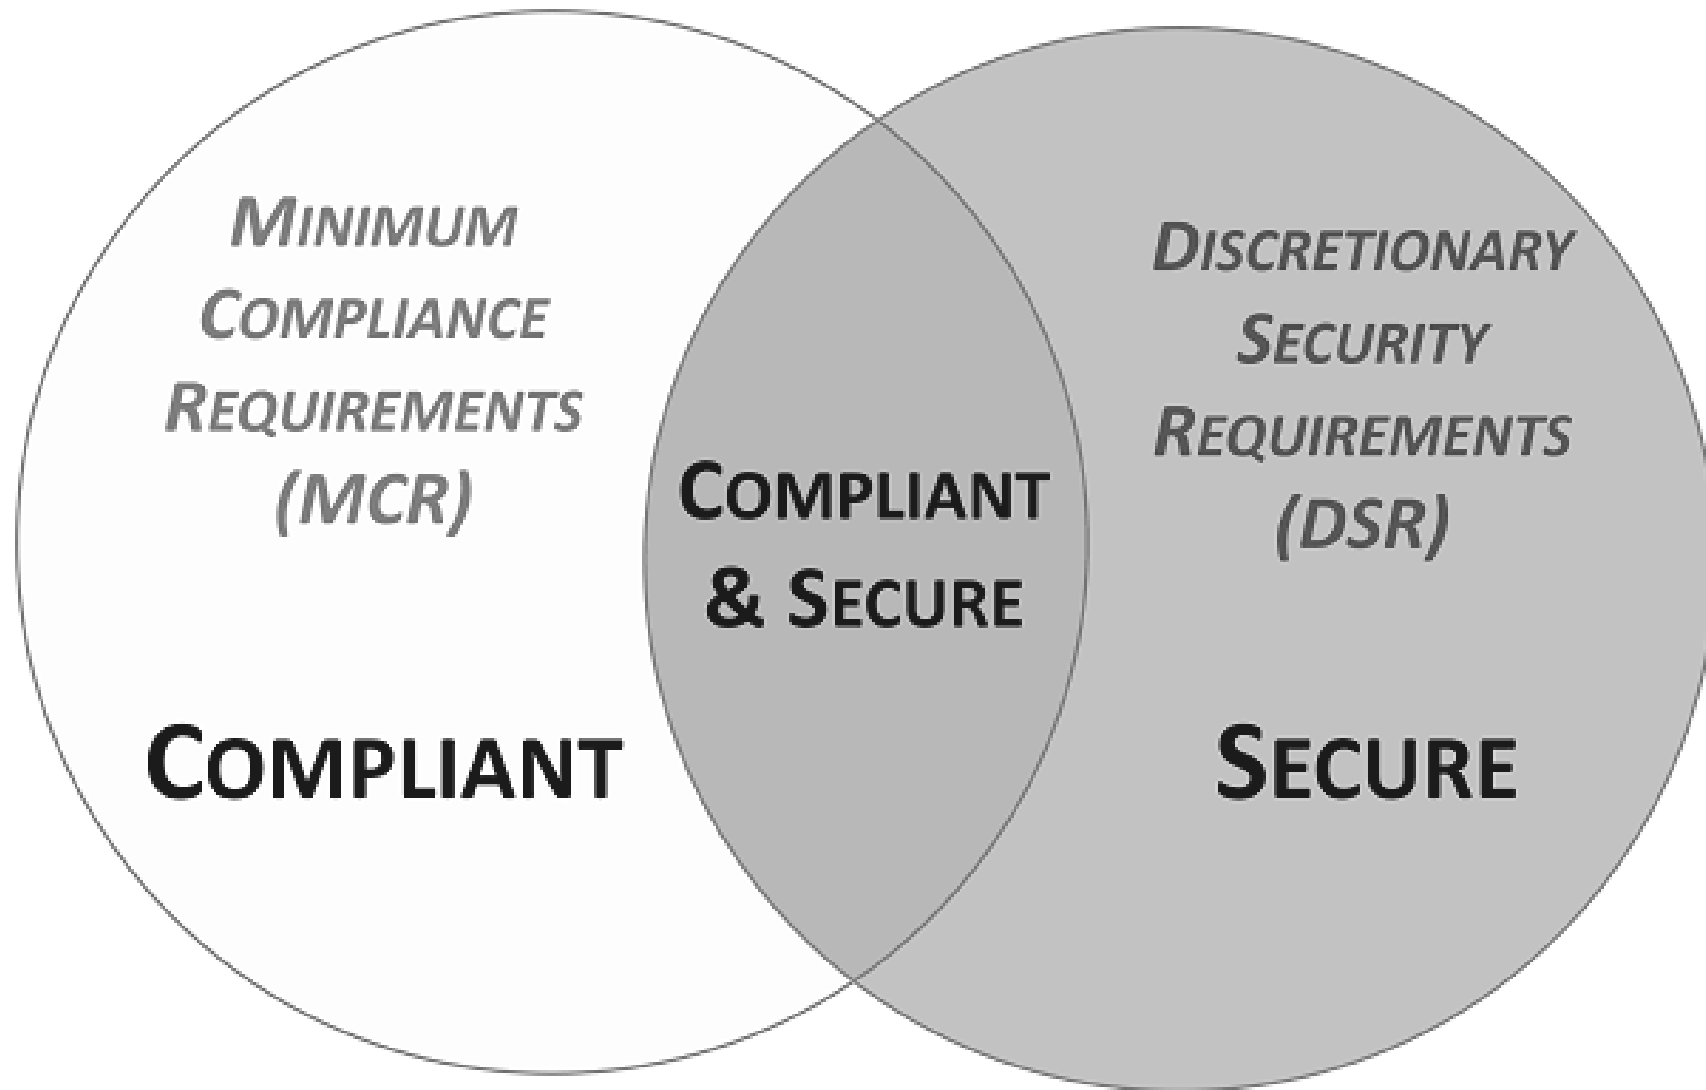 MINIMUM
COMPLIANCE
REQUIREMENTS
(MCR)
COMPLIANT
COMPLIANT
& SECURE
DISCRETIONARY
SECURITY
REQUIREMENTS
(DSR)
SECURE